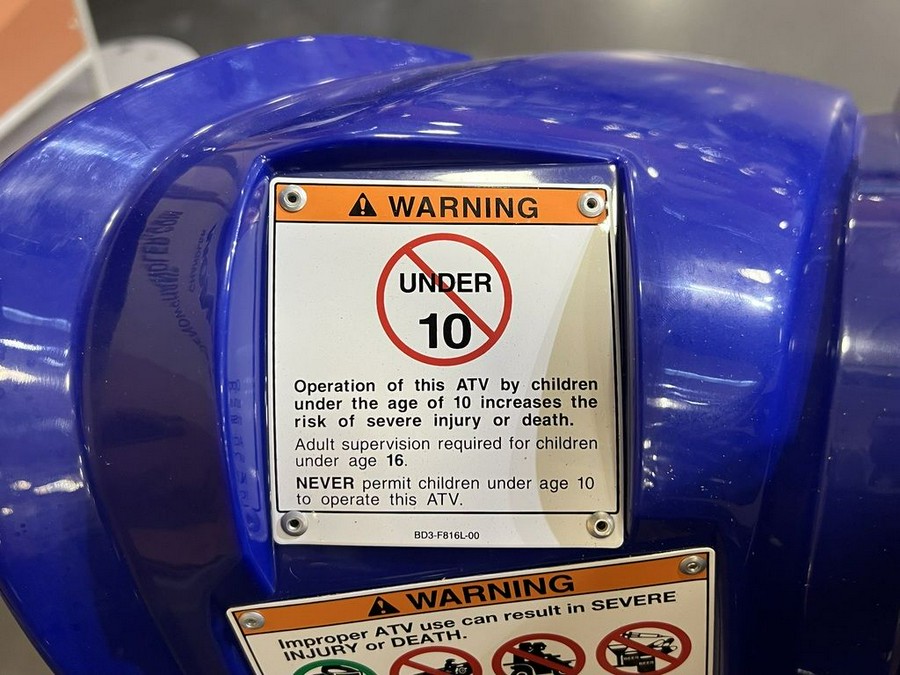 WARNING
UNDER
10
Operation of this ATV by children
under the age of 10 increases the
risk of severe injury or death.
Adult supervision required for children
under age 16.
NEVER permit children under age 10
to operate this ATV.
BD3-F816L-00
WARNING
Improper ATV use can result in SEVERE
INJURY or DEATH.